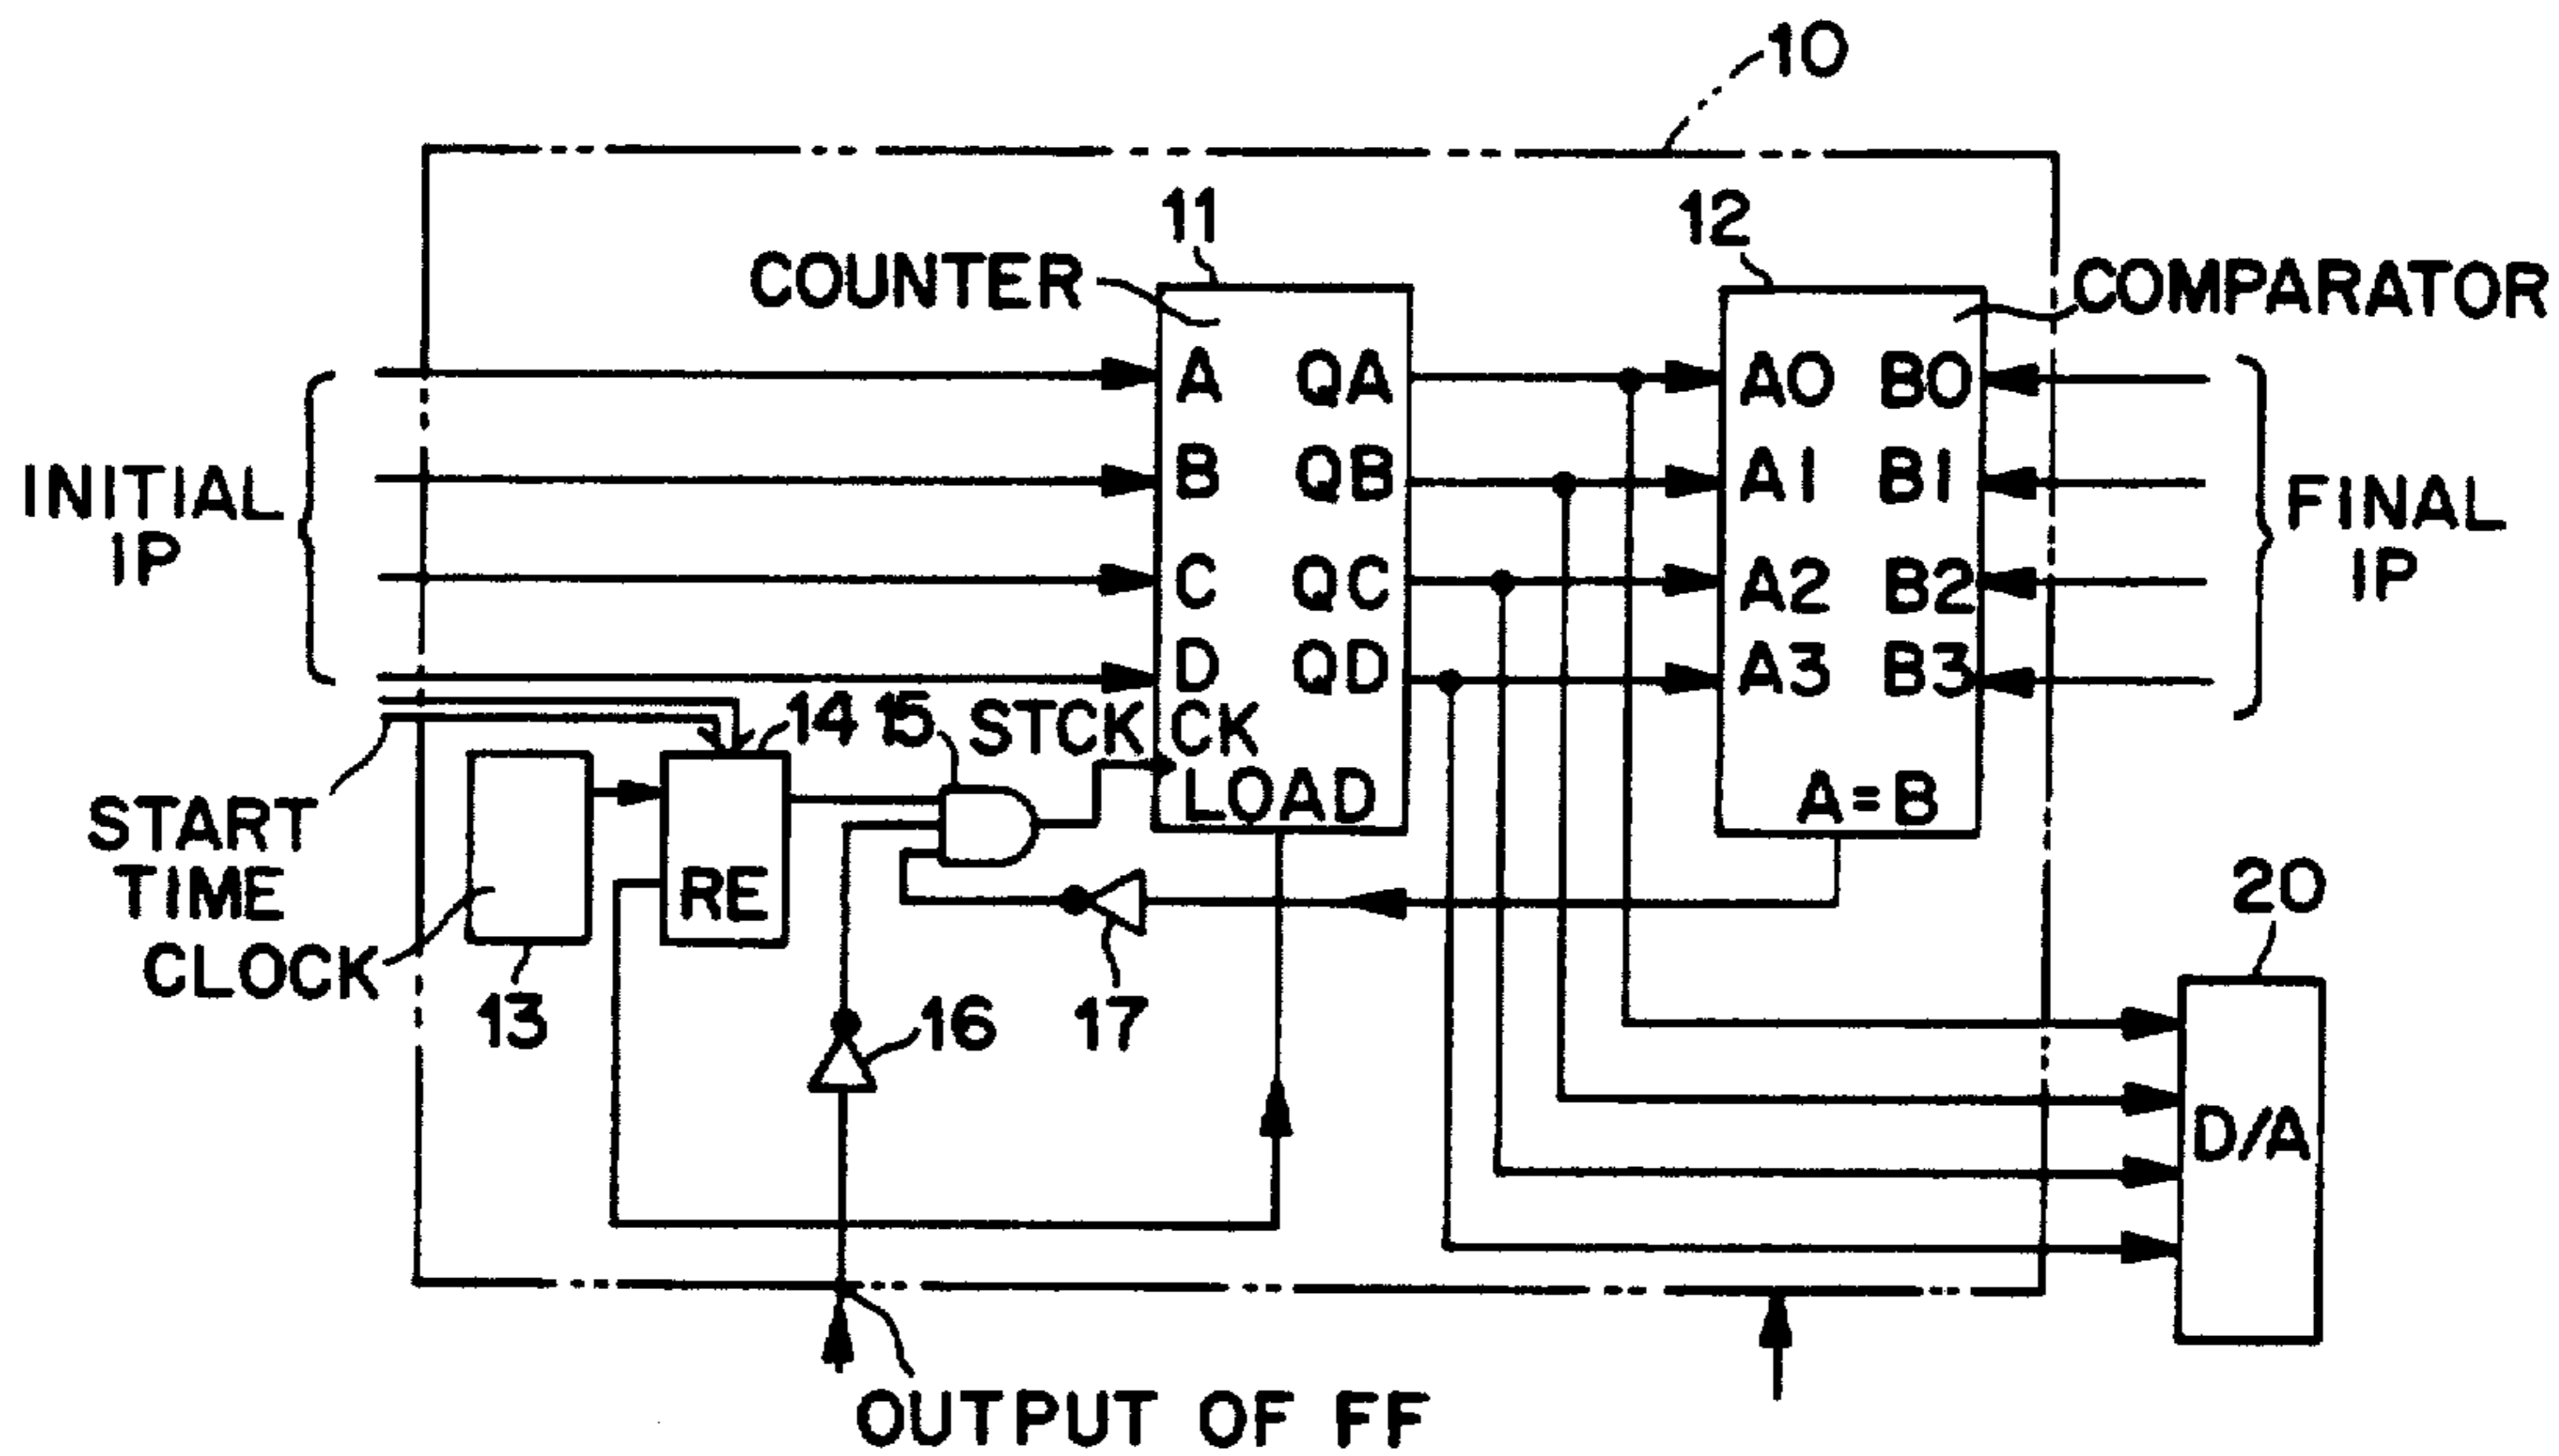 10
11
12
COUNTER
COMPARATOR
A QA
A0 B0
B QB
A1 B1
INITIAL
IP
FINAL
IP
C QC
A2 B2
D QD
A3 B3
14
15
STCK
CK
LOAD
A=B
START
TIME
RE
CLOCK
13
16
17
20
D/A
OUTPUT OF FF